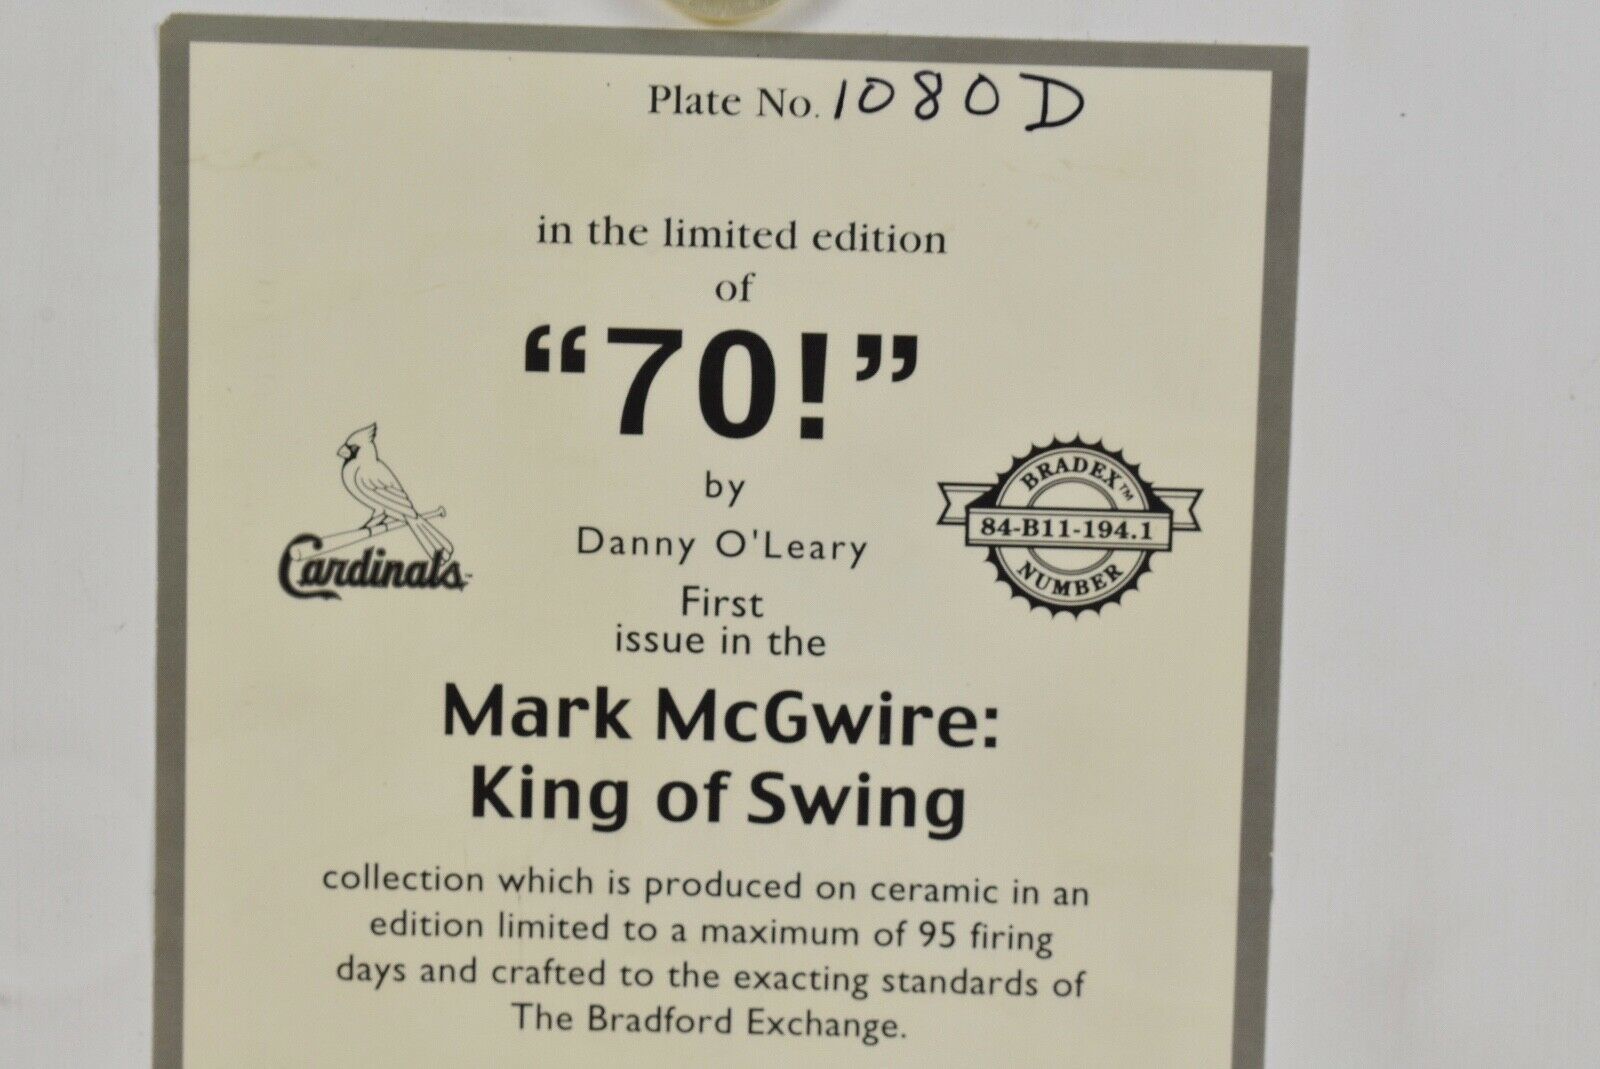 Plate No. 1080D
in the limited edition
of
“70!”
by
Danny O'Leary
First
issue in the
Mark McGwire:
King of Swing
collection which is produced on ceramic in an
edition limited to a maximum of 95 firing
days and crafted to the exacting standards of
The Bradford Exchange.
Cardinals™
BRADEX™
84-B11-194.1
NUMBER